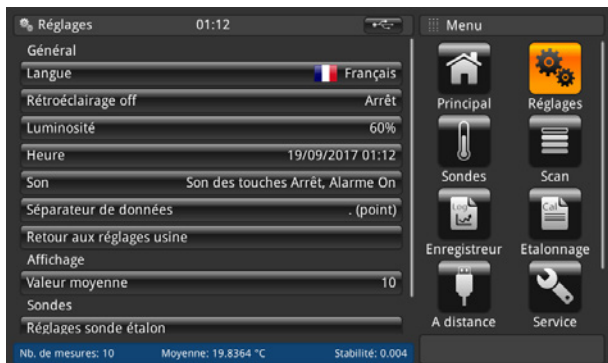 Réglages 01:12
Général
Langue Français
Rétroéclairage off Arrêt
Luminosité 60%
Heure 19/09/2017 01:12
Son Son des touches Arrêt, Alarme On
Séparateur de données . (point)
Retour aux réglages usine
Affichage
Valeur moyenne 10
Sondes
Réglages sonde étalon
Nb. de mesures: 10 Moyenne: 19.8364 °C Stabilité: 0.004
Menu
Principal Réglages
Sondes Scan
Log Cal
Enregistreur Etalonnage
A distance Service